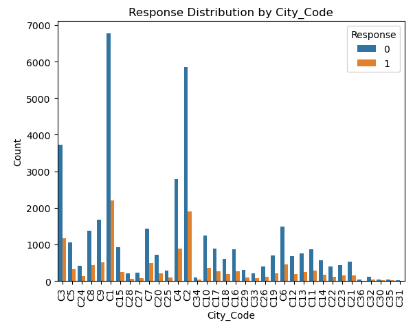 Response Distribution by City_Code
Response
0
1
7000
6000
5000
4000
3000
2000
1000
0
Count
C3
C5
C24
C8
C9
C1
C15
C28
C27
C7
C20
C25
C4
C2
C34
C10
C17
C18
C16
C29
C33
C26
C19
C6
C12
C13
C11
C14
C22
C23
C21
C36
C32
C30
C35
C31
City_Code